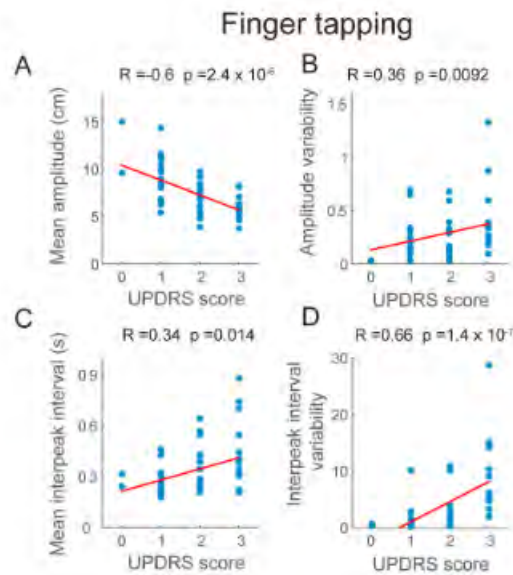 Finger tapping
A
R =-0.6 p =2.4 x 10⁻⁶
Mean amplitude (cm)
15
10
5
0
0 1 2 3
UPDRS score
B
R =0.36 p =0.0092
Amplitude variability
1.5
1
0.5
0
0 1 2 3
UPDRS score
C
R =0.34 p =0.014
Mean interpeak interval (s)
0.9
0.6
0.3
0
0 1 2 3
UPDRS score
D
R =0.66 p =1.4 x 10⁻⁷
Interpeak interval
variability
30
20
10
0
0 1 2 3
UPDRS score